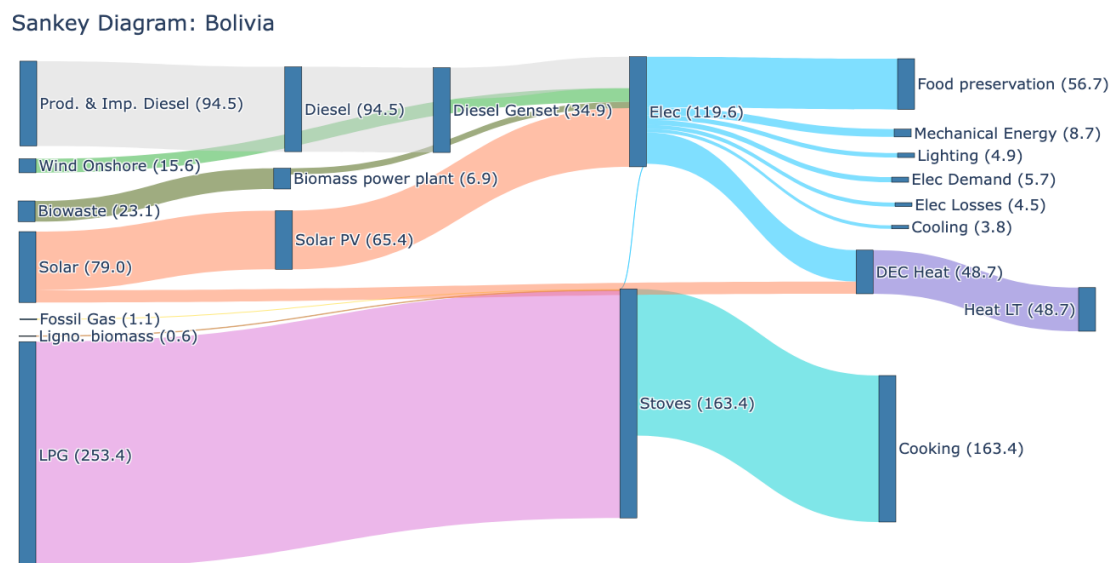 Sankey Diagram: Bolivia
Prod. & Imp. Diesel (94.5)
Diesel (94.5)
Diesel Genset (34.9)
Elec (119.6)
Food preservation (56.7)
Mechanical Energy (8.7)
Lighting (4.9)
Wind Onshore (15.6)
Biomass power plant (6.9)
Elec Demand (5.7)
Biowaste (23.1)
Elec Losses (4.5)
Cooling (3.8)
Solar PV (65.4)
Solar (79.0)
DEC Heat (48.7)
Heat LT (48.7)
Fossil Gas (1.1)
Ligno. biomass (0.6)
Stoves (163.4)
Cooking (163.4)
LPG (253.4)